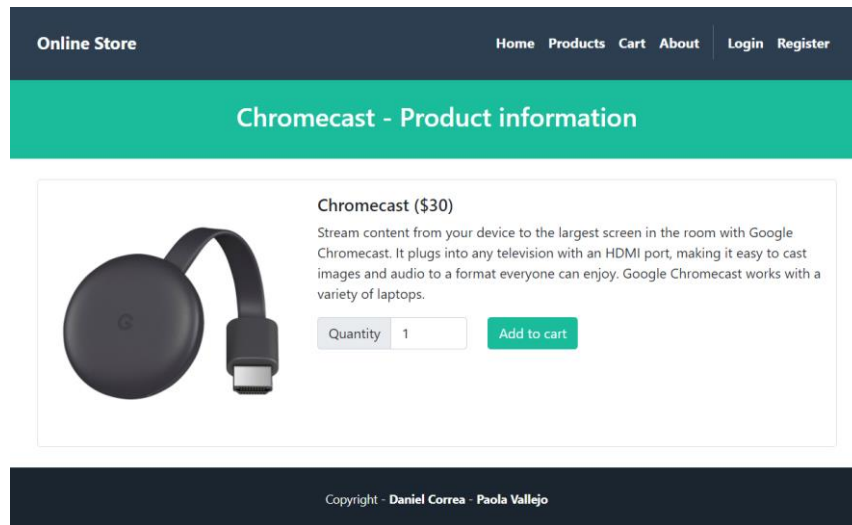 Online Store
Home Products Cart About Login Register
Chromecast - Product information
Chromecast ($30)
Stream content from your device to the largest screen in the room with Google
Chromecast. It plugs into any television with an HDMI port, making it easy to cast
images and audio to a format everyone can enjoy. Google Chromecast works with a
variety of laptops.
Quantity 1 Add to cart
G
Copyright - Daniel Correa - Paola Vallejo